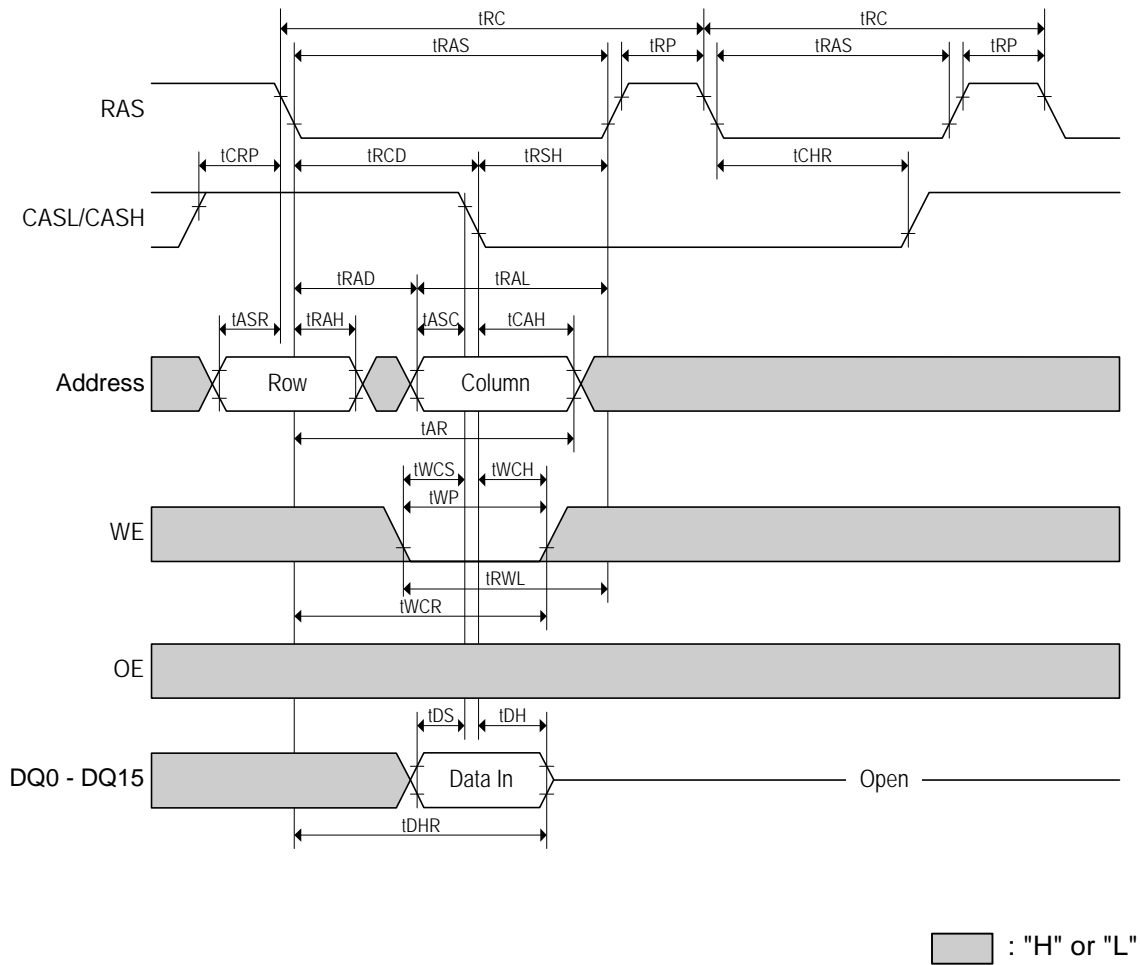 tRC tRC
tRAS tRP tRAS tRP
RAS
tCRP tRCD tRSH tCHR
CASL/CASH
tRAD tRAL
tASR tRAH tASC tCAH
Address Row Column
tAR
tWCS tWCH
tWP
WE
tRWL
tWCR
OE
tDS tDH
DQ0 - DQ15 Data In Open
tDHR
: "H" or "L"